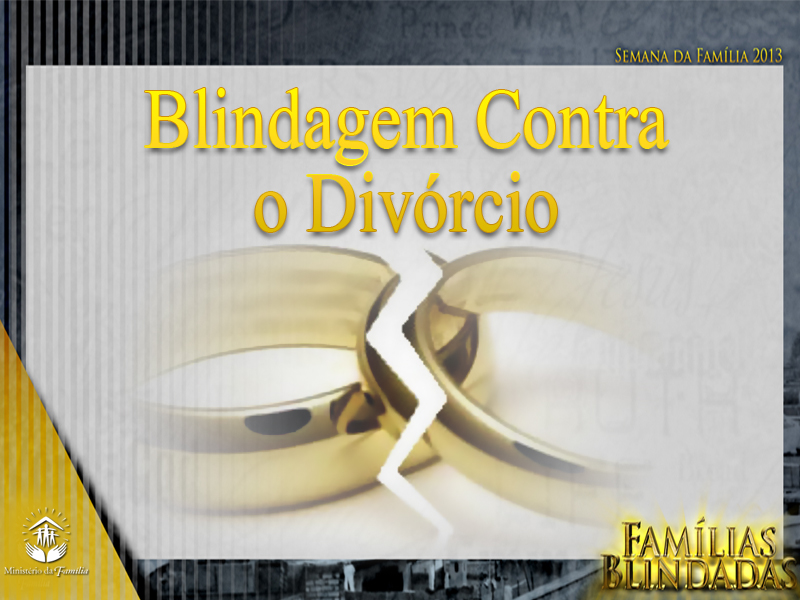 SEMANA DA FAMÍLIA 2013
Blindagem Contra
o Divórcio
Ministério da Família
FAMÍLIAS
BLINDADAS